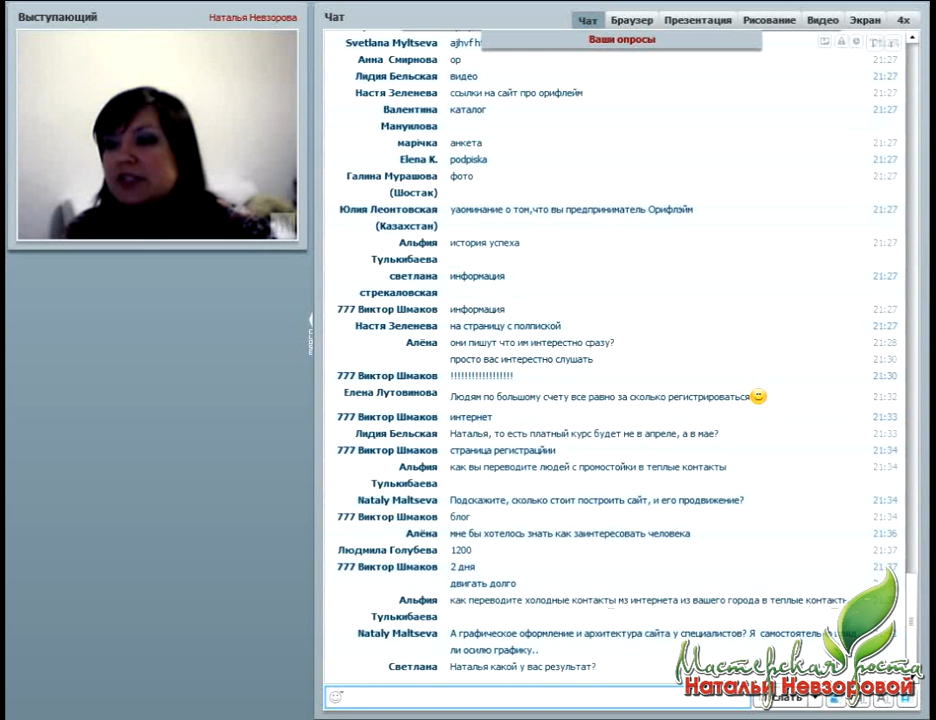 Выступающий Наталья Невзорова
Чат Чат Браузер Презентация Рисование Видео Экран 4x
Ваши опросы
Svetlana Myltseva
Анна Смирнова ор 21:27
Лидия Бельская видео 21:27
Настя Зеленева ссылки на сайт про орифлейм 21:27
Валентина каталог 21:27
Мануилова
марічка анкета 21:27
Elena K. podpiska 21:27
Галина Мурашова фото 21:27
(Шостак)
Юлия Леонтовская уаоминание о том,что вы предприниматель Орифлэйм 21:27
(Казахстан)
Альфия история успеха 21:27
Тулькибаева
светлана информация 21:27
стрекаловская
777 Виктор Шмаков информация 21:27
Настя Зеленева на страницу с полпиской 21:27
Алёна они пишут что им интерестно сразу? 21:28
просто вас интерестно слушать 21:30
777 Виктор Шмаков !!!!!!!!!!!!!!!!!! 21:30
Елена Лутовинова Людям по большому счету все равно за сколько регистрироваться 21:32
777 Виктор Шмаков интернет 21:33
Лидия Бельская Наталья, то есть платный курс будет не в апреле, а в мае? 21:33
777 Виктор Шмаков страница регистрацйии 21:34
Альфия как вы переводите людей с промостойки в теплые контакты 21:34
Тулькибаева
Nataly Maltseva Подскажите, сколько стоит построить сайт, и его продвижение? 21:34
777 Виктор Шмаков блог 21:34
Алёна мне бы хотелось знать как заинтересовать человека 21:36
Людмила Голубева 1200 21:37
777 Виктор Шмаков 2 дня 21:37
двигать долго
Альфия как переводите холодные контакты мз интернета из вашего города в теплые контакть
Тулькибаева
Nataly Maltseva А графическое оформление и архитектура сайта у специалистов? Я самостоятель
ли осилю графику..
Светлана Наталья какой у вас результат?
Мастерская роста
Натальи Невзоровой